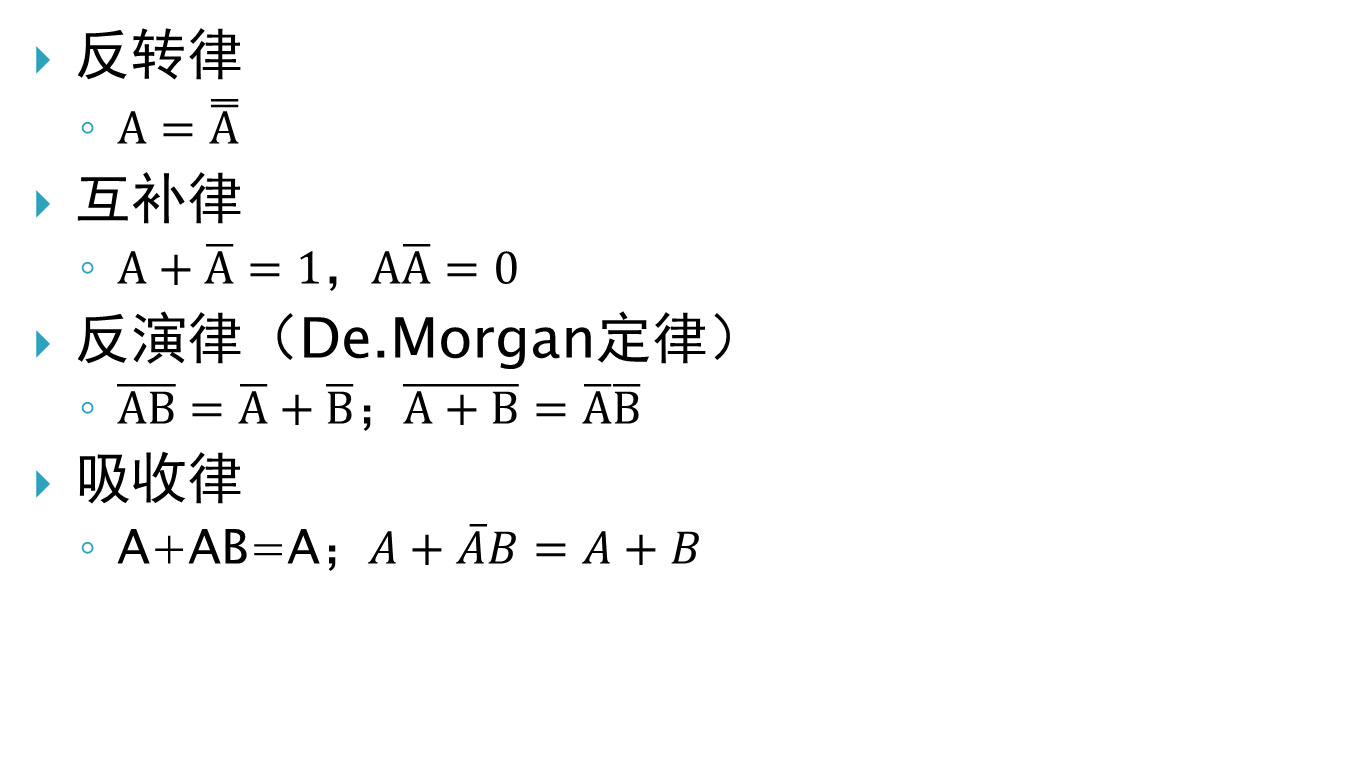 反转律
A = A̿
互补律
A + A̅ = 1，AA̅ = 0
反演律（De.Morgan定律）
A̅B̅ = A̅ + B̅；A̅ ̅+̅ ̅B̅ = A̅B̅
吸收律
A+AB=A；A + A̅B = A + B